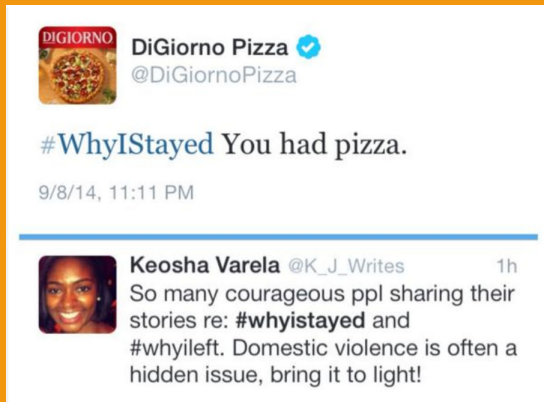 DIGIORNO
DiGiorno Pizza
@DiGiornoPizza
#WhyIStayed You had pizza.
9/8/14, 11:11 PM
Keosha Varela @K_J_Writes 1h
So many courageous ppl sharing their
stories re: #whyistayed and
#whyileft. Domestic violence is often a
hidden issue, bring it to light!